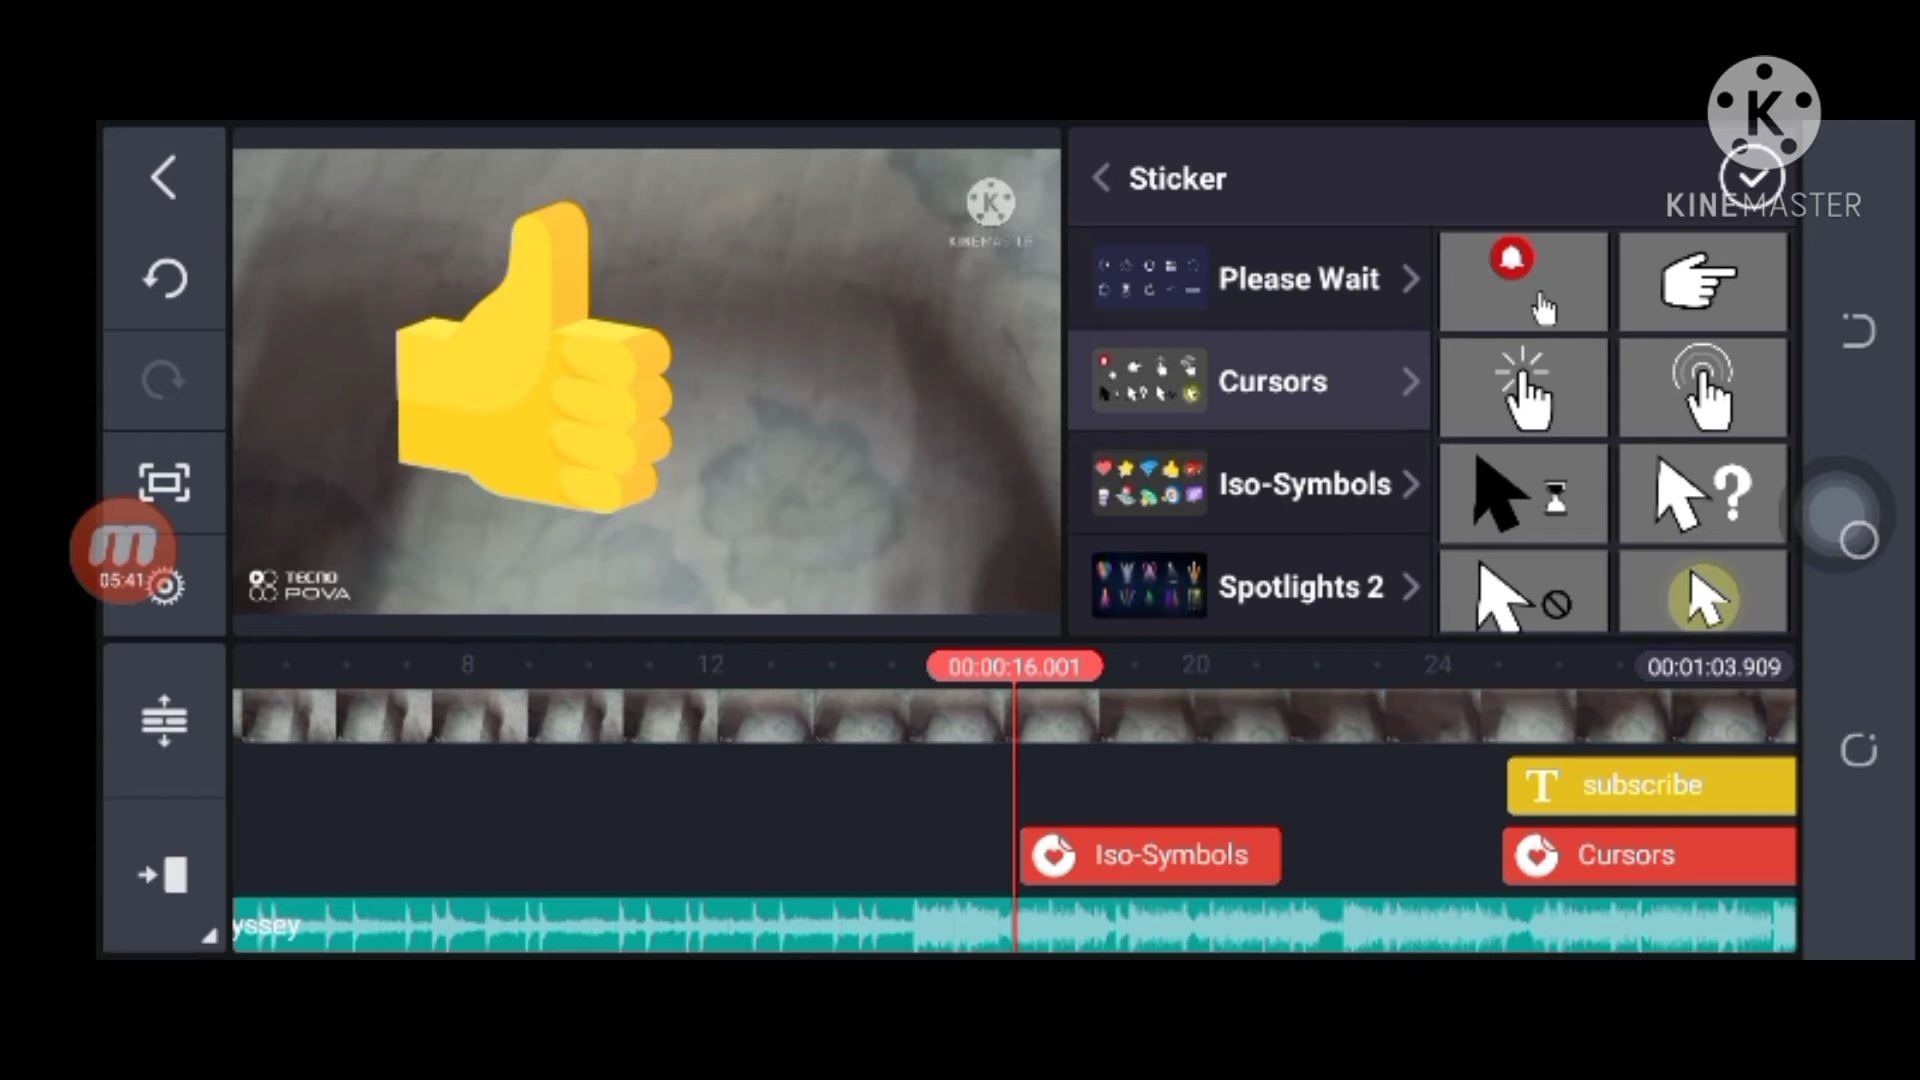 K
KINEMASTER
Sticker
K
KINEMASTER
Please Wait
Cursors
Iso-Symbols
Spotlights 2
?
m
05:41
TECNO
POVA
8
12
00:00:16.001
20
24
00:01:03.909
T subscribe
Iso-Symbols
Cursors
yssey